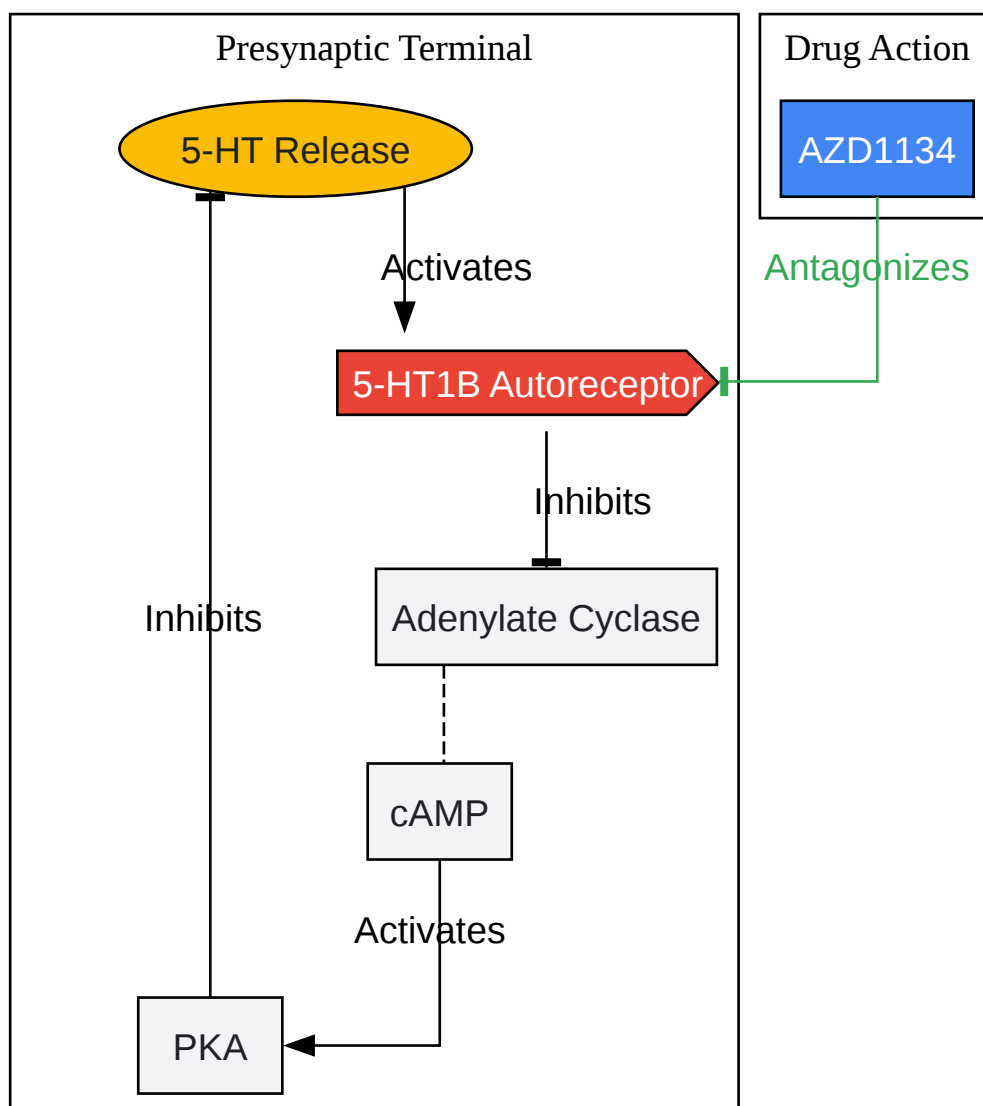 Presynaptic Terminal
Drug Action
5-HT Release
AZD1134
Activates
Antagonizes
5-HT1B Autoreceptor
Inhibits
Adenylate Cyclase
Inhibits
cAMP
Activates
PKA